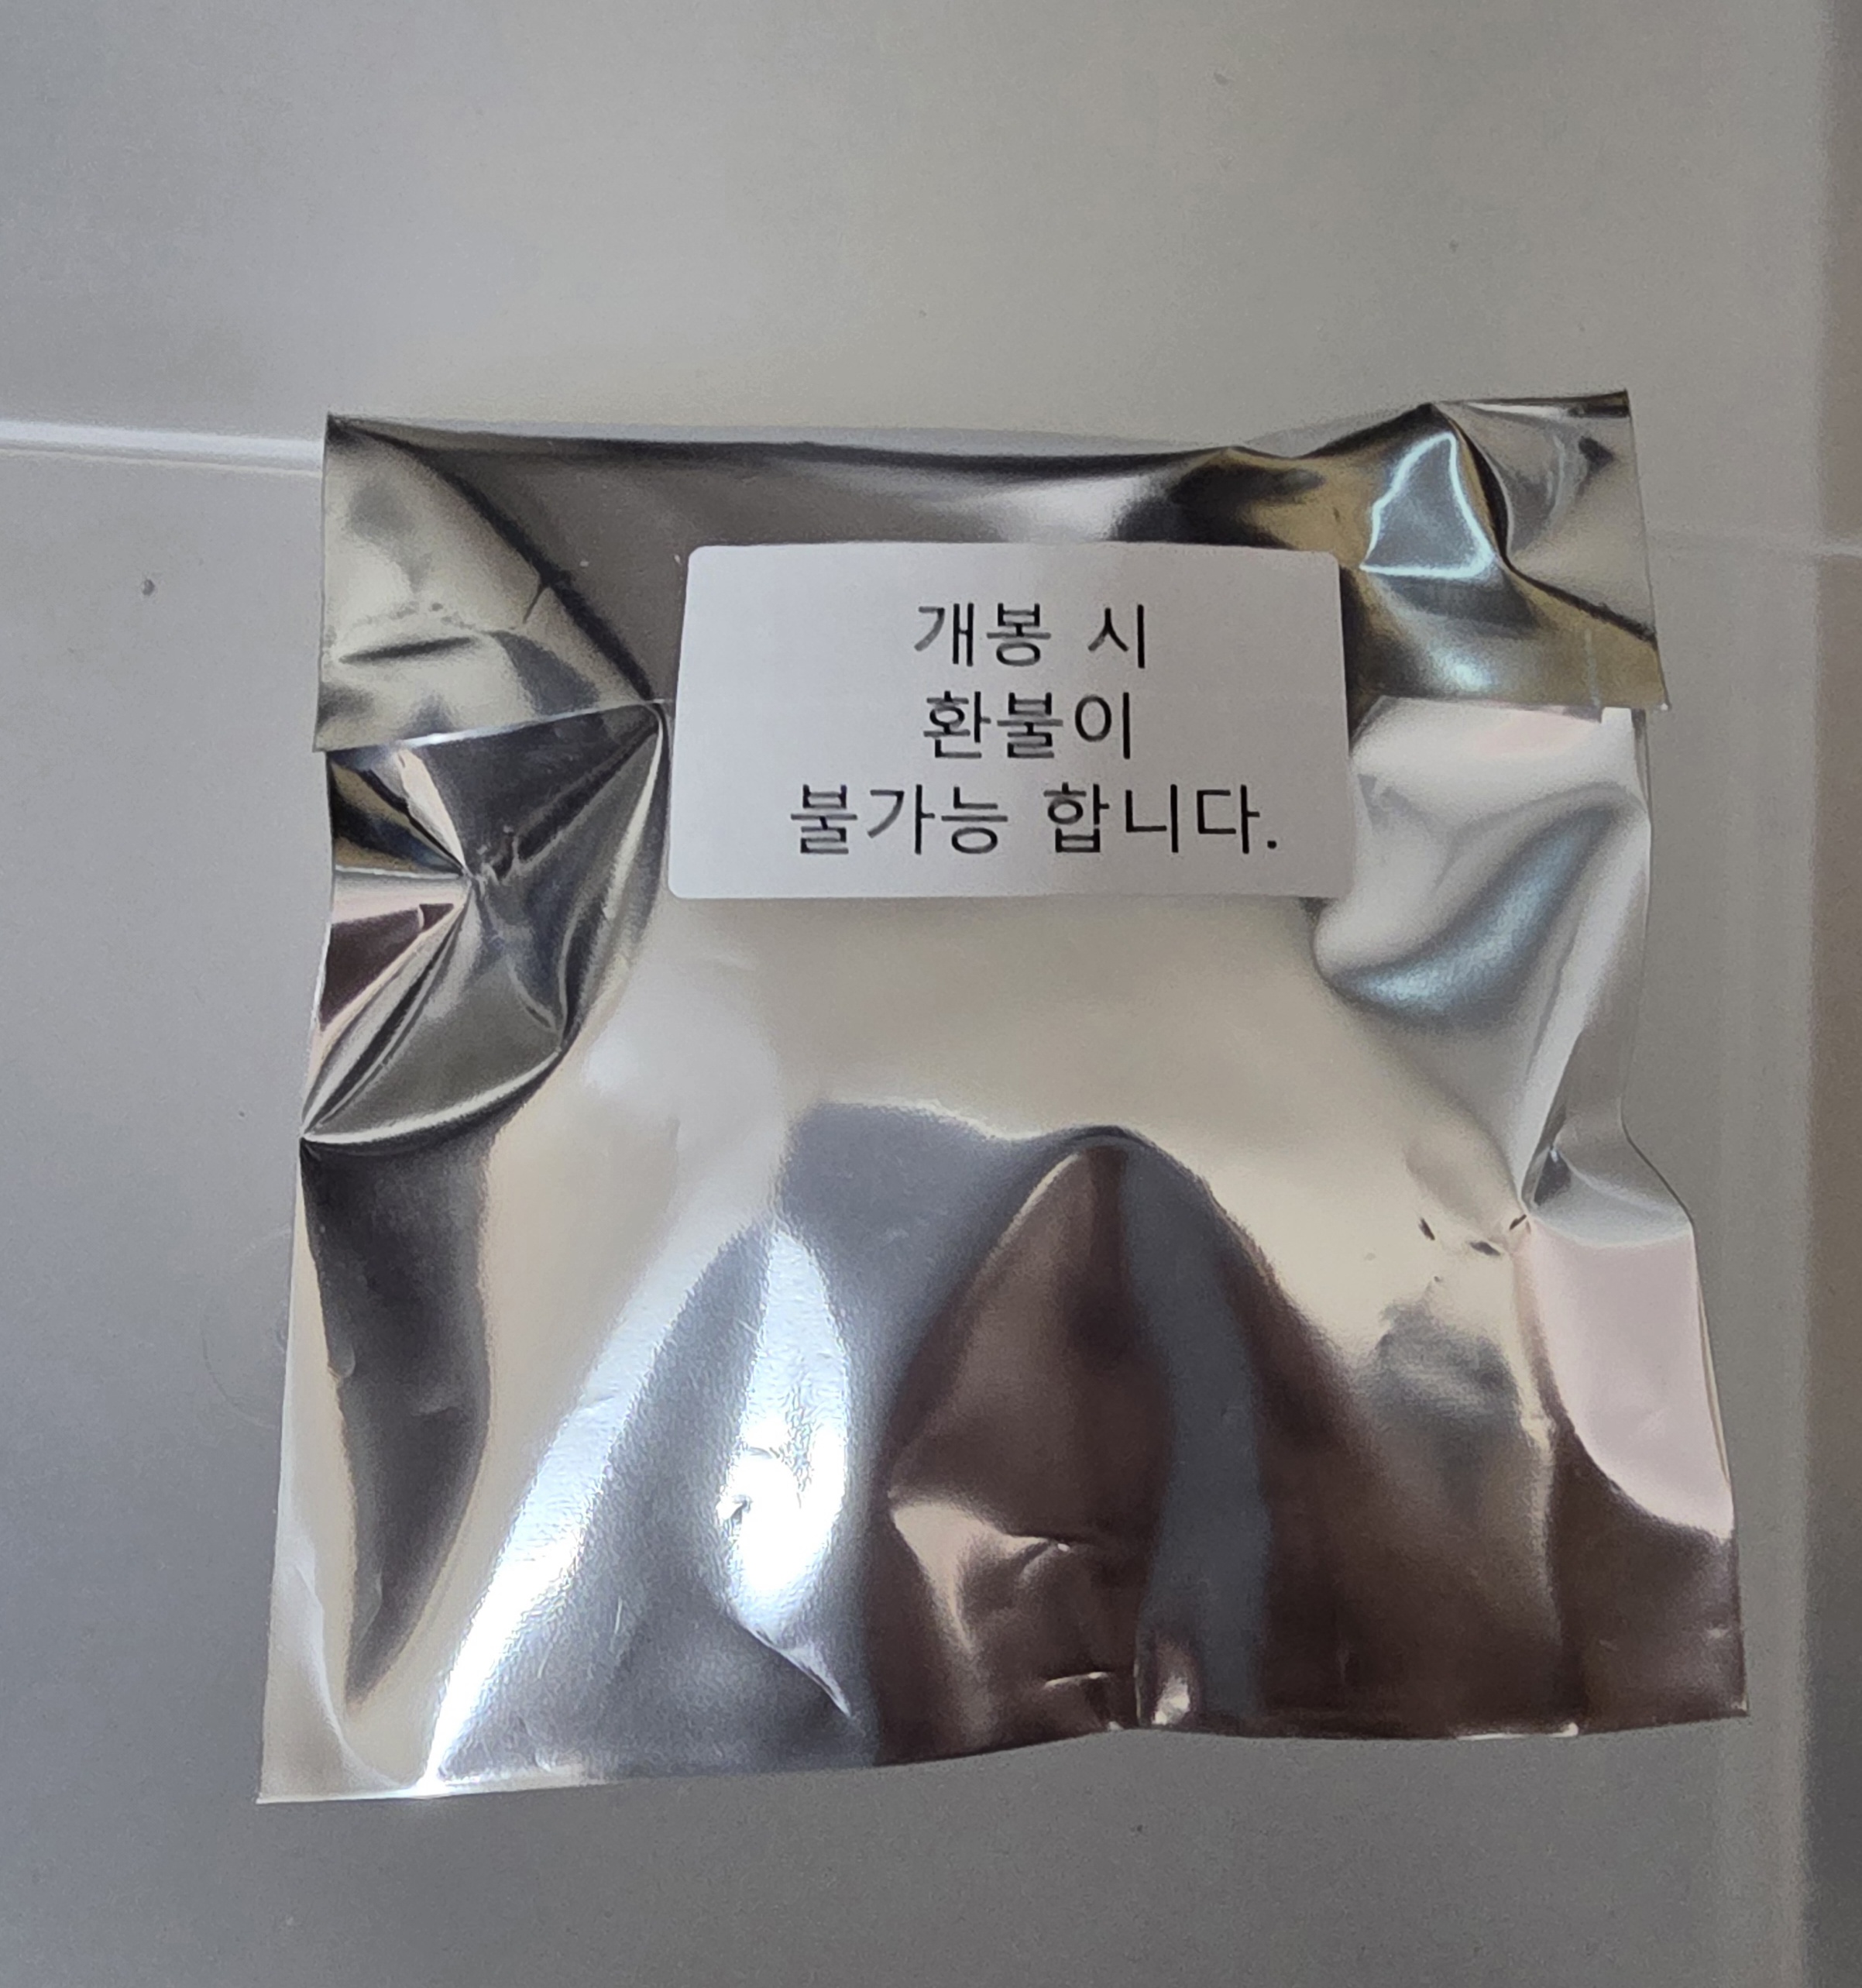 개봉 시
환불이
불가능 합니다.